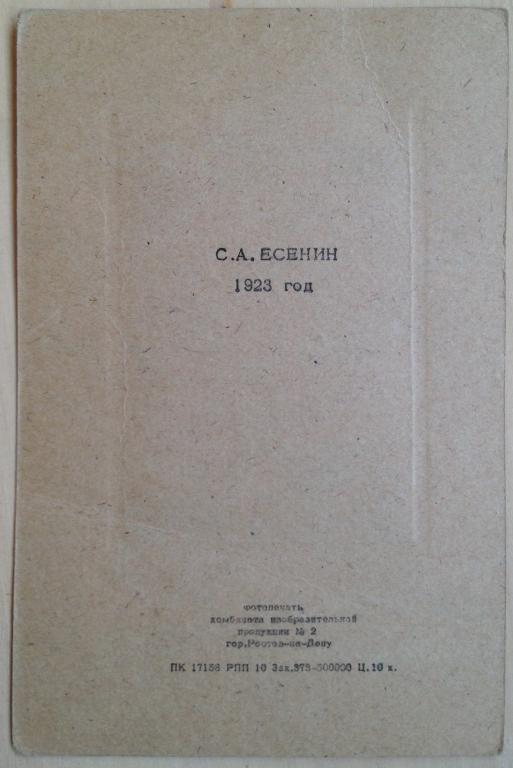 С.А. ЕСЕНИН
1923 год
Фотопечать
комбината изобразительной
продукции № 2
гор.Ростов-на-Дону
ПК 17156 РПП 10 Зак.373-500000 Ц.10 к.